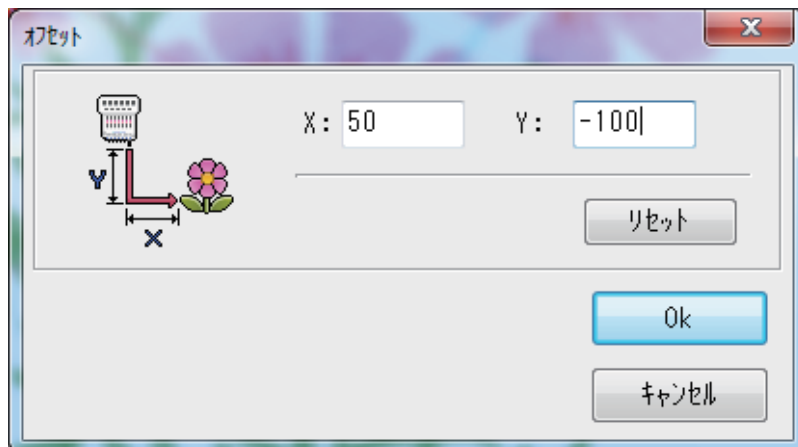 ｵﾌｾｯﾄ
X: 50 Y: -100
Y
X
ﾘｾｯﾄ
Ok
ｷｬﾝｾﾙ